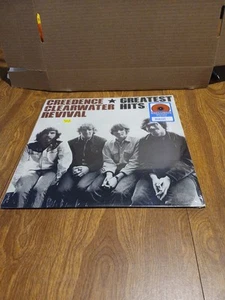 CREEDENCE ★ GREATEST
CLEARWATER HITS
REVIVAL